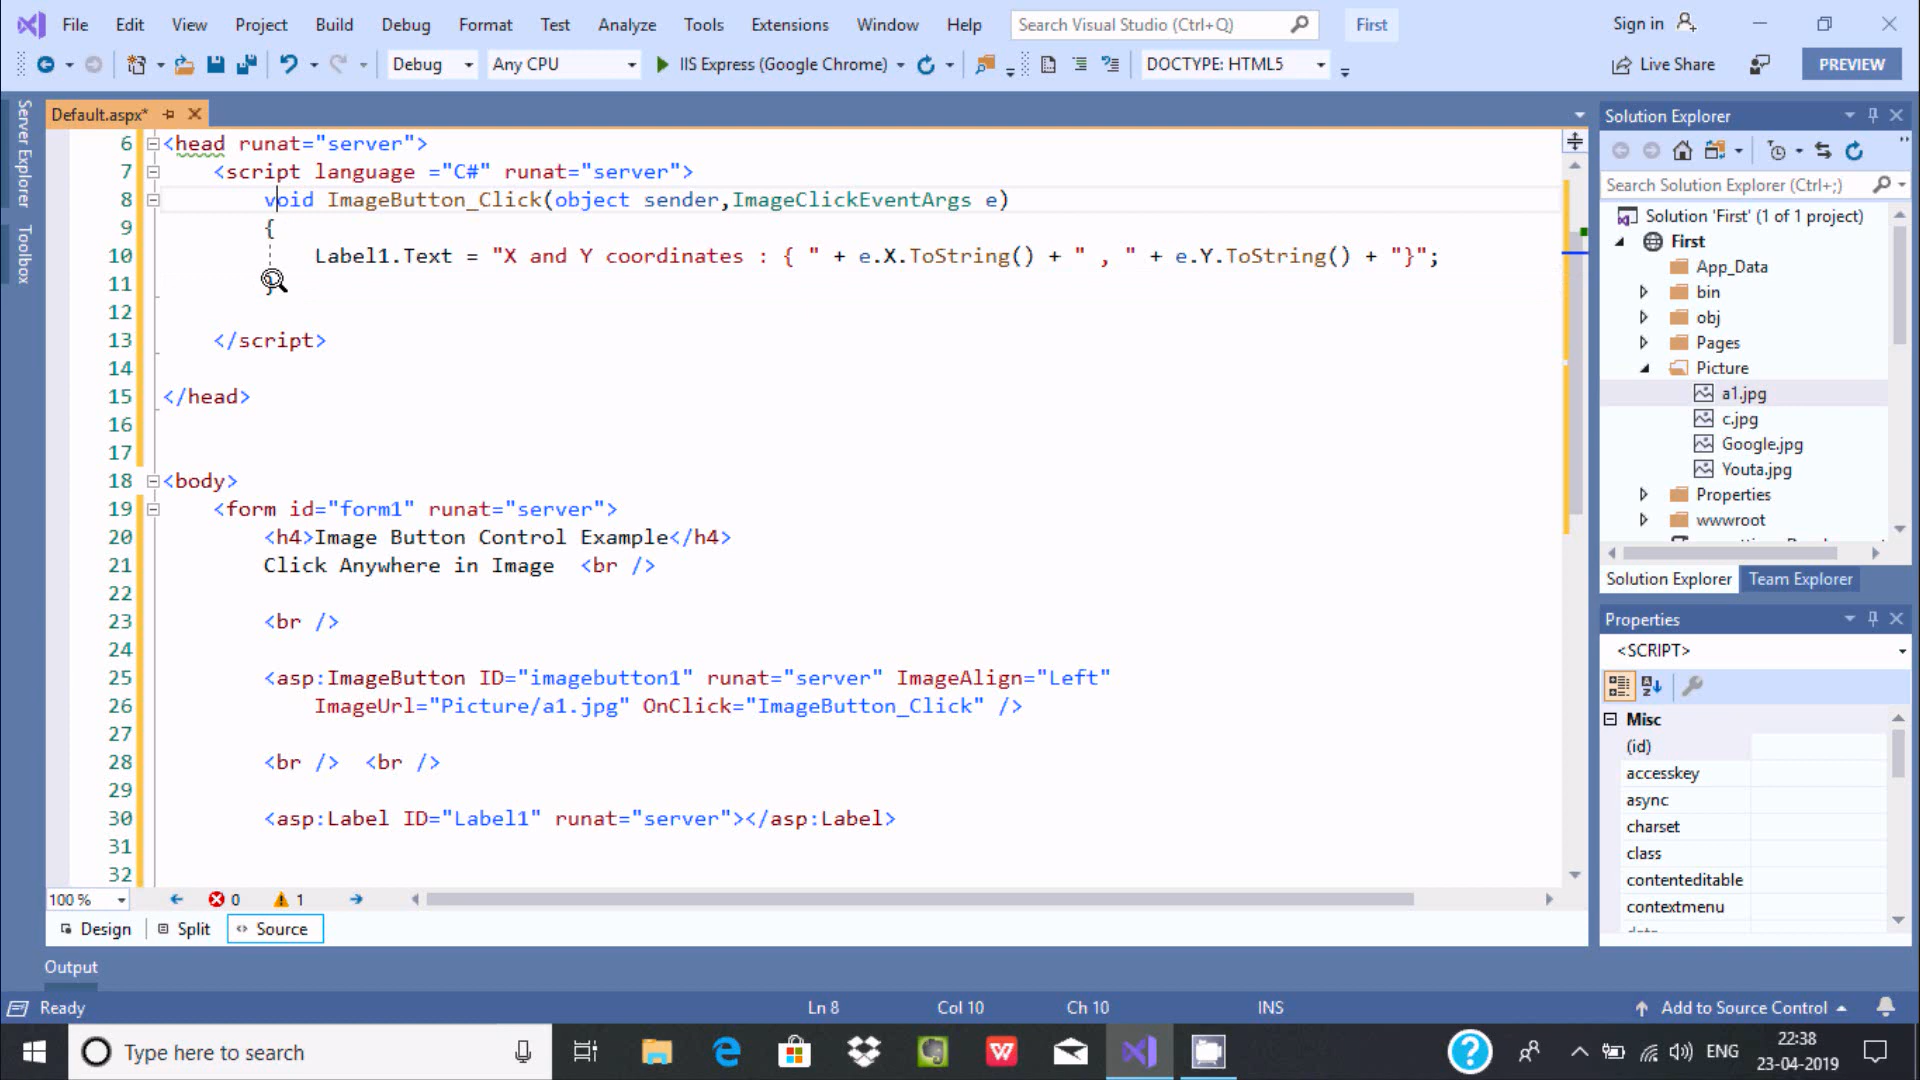 File Edit View Project Build Debug Format Test Analyze Tools Extensions Window Help Search Visual Studio (Ctrl+Q) First Sign in
Debug Any CPU IIS Express (Google Chrome) DOCTYPE: HTML5 Live Share PREVIEW
Server Explorer
Toolbox
Default.aspx*
6 <head runat="server">
7 <script language ="C#" runat="server">
8 void ImageButton_Click(object sender,ImageClickEventArgs e)
9 {
10 Label1.Text = "X and Y coordinates : { " + e.X.ToString() + " , " + e.Y.ToString() + "}";
11 }
12
13 </script>
14
15 </head>
16
17
18 <body>
19 <form id="form1" runat="server">
20 <h4>Image Button Control Example</h4>
21 Click Anywhere in Image <br />
22
23 <br />
24
25 <asp:ImageButton ID="imagebutton1" runat="server" ImageAlign="Left"
26 ImageUrl="Picture/a1.jpg" OnClick="ImageButton_Click" />
27
28 <br /> <br />
29
30 <asp:Label ID="Label1" runat="server"></asp:Label>
31
32
100 % 0 1
Design Split Source
Output
Solution Explorer
Search Solution Explorer (Ctrl+;)
Solution 'First' (1 of 1 project)
First
App_Data
bin
obj
Pages
Picture
a1.jpg
c.jpg
Google.jpg
Youta.jpg
Properties
wwwroot
Solution Explorer Team Explorer
Properties
<SCRIPT>
Misc
(id)
accesskey
async
charset
class
contenteditable
contextmenu
Ready Ln 8 Col 10 Ch 10 INS Add to Source Control
Type here to search ENG 22:38
23-04-2019